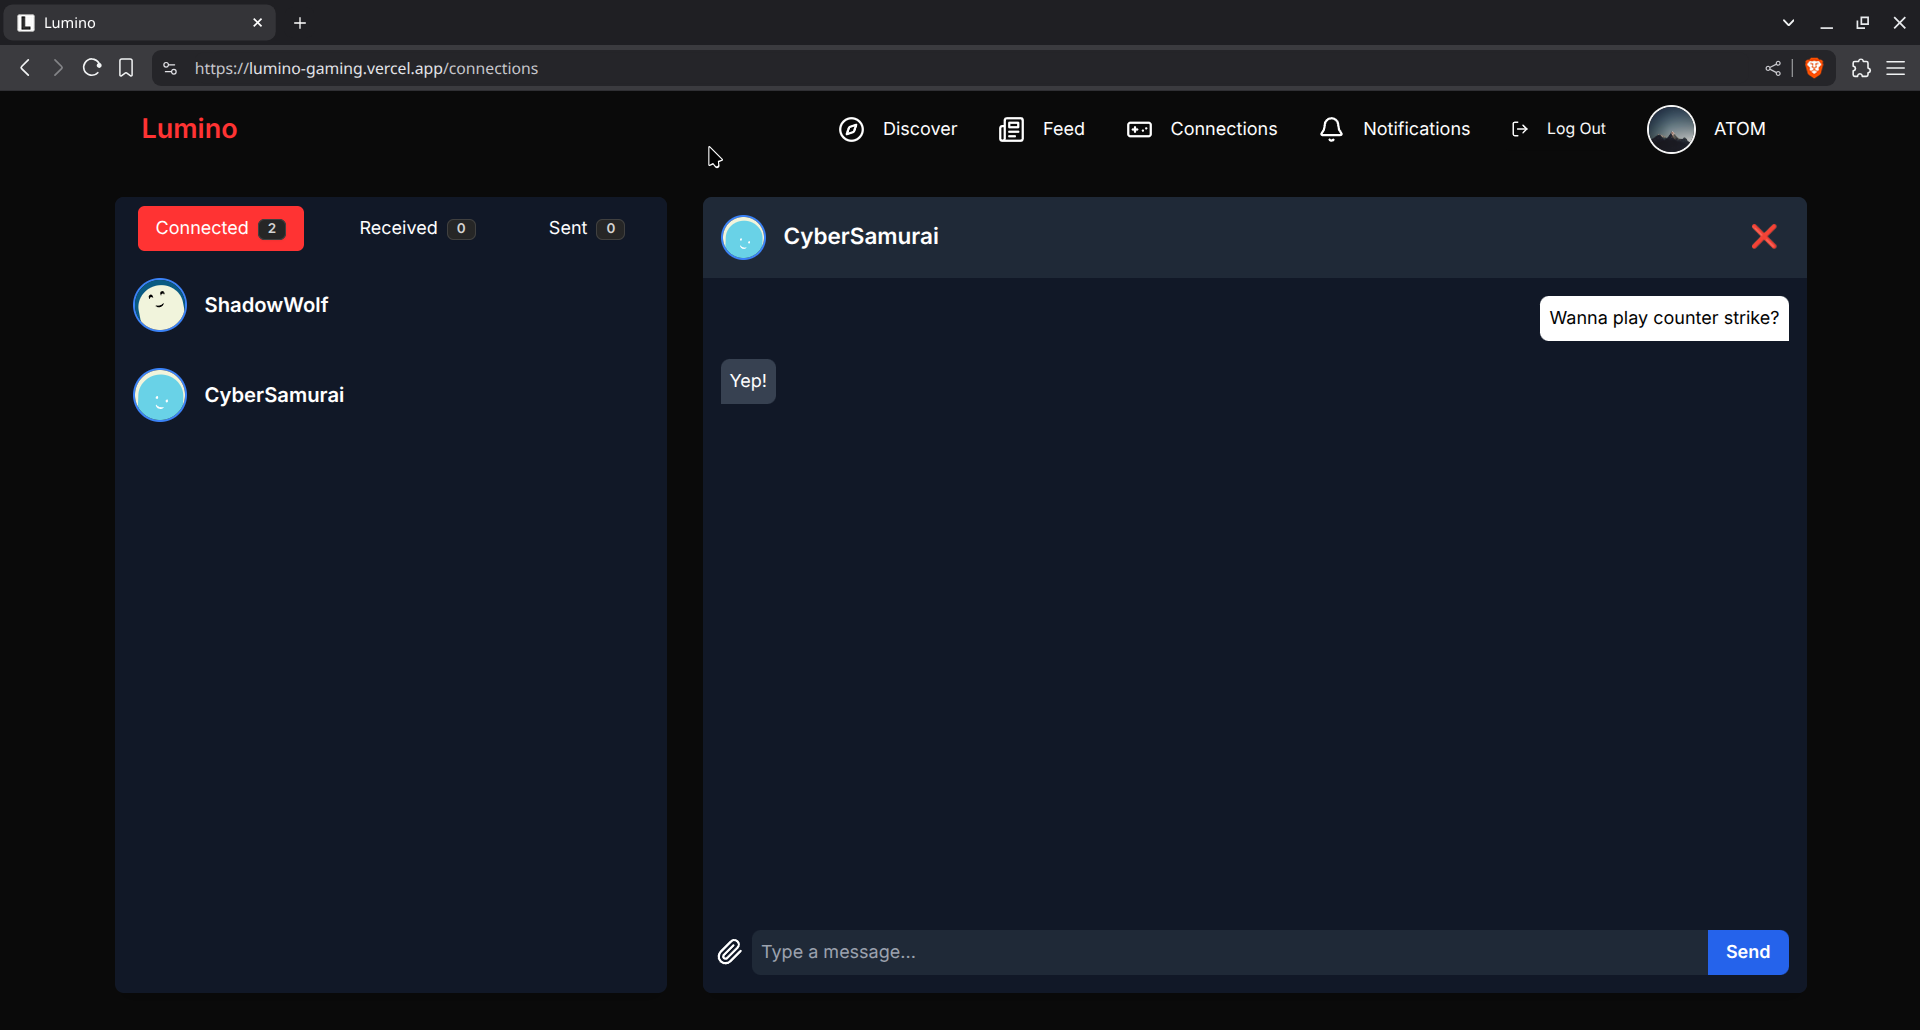 Lumino
https://lumino-gaming.vercel.app/connections
Lumino
Discover
Feed
Connections
Notifications
Log Out
ATOM
Connected 2
Received 0
Sent 0
ShadowWolf
CyberSamurai
CyberSamurai
Wanna play counter strike?
Yep!
Type a message...
Send